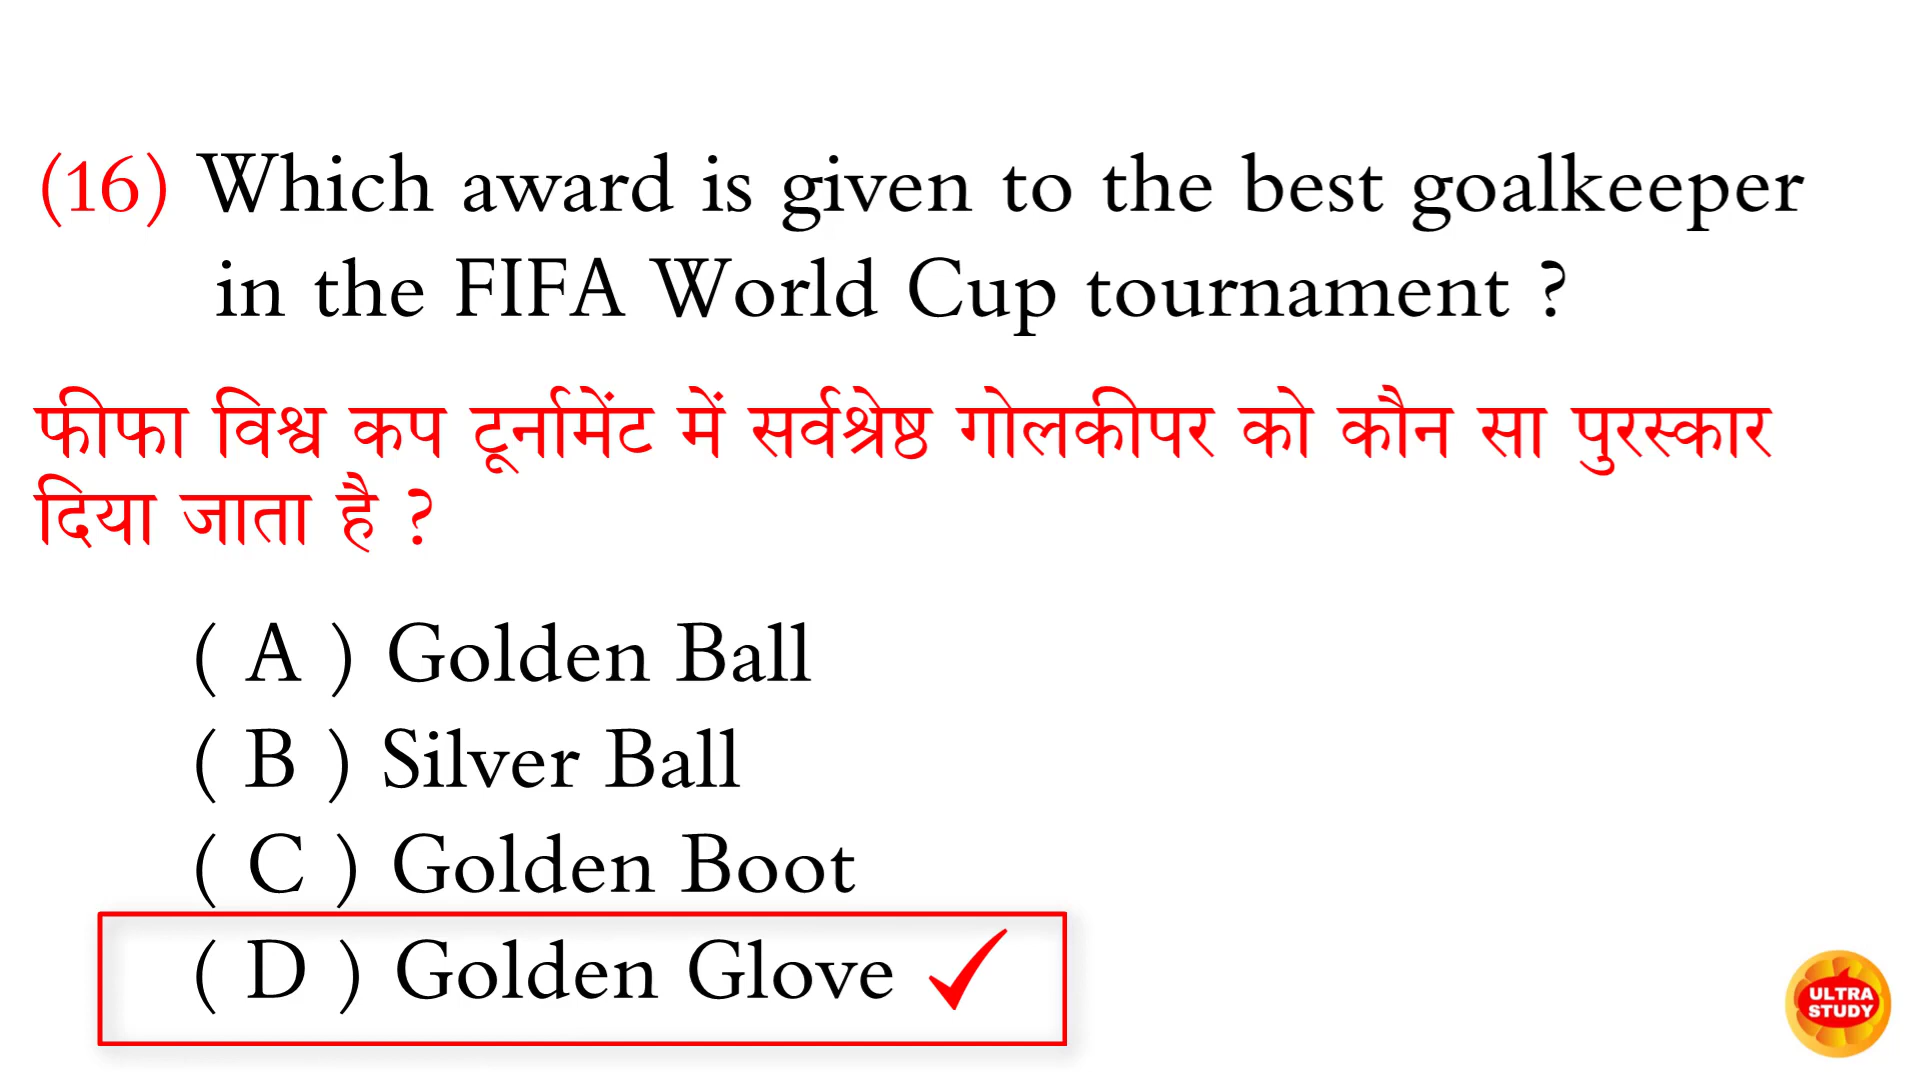 (16) Which award is given to the best goalkeeper
in the FIFA World Cup tournament ?
फीफा विश्व कप टूर्नामेंट में सर्वश्रेष्ठ गोलकीपर को कौन सा पुरस्कार
दिया जाता है ?
( A ) Golden Ball
( B ) Silver Ball
( C ) Golden Boot
( D ) Golden Glove
ULTRA
STUDY